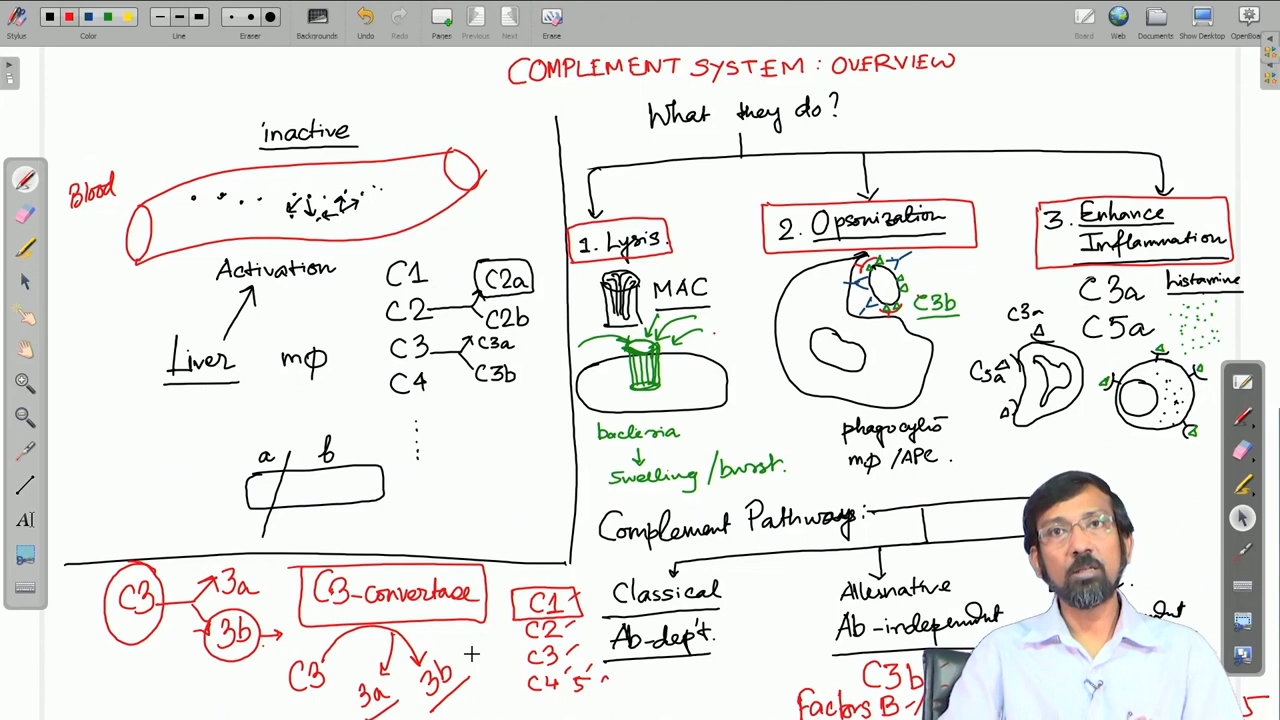 Stylus
Color
Line
Eraser
Backgrounds
Undo
Redo
Pages
Previous
Next
Erase
Board
Web
Documents
Show Desktop
OpenBoa
COMPLEMENT SYSTEM : OVERVIEW
What they do?
inactive
Blood
Activation
Liver
mφ
C1
C2
C2a
C2b
C3
C3a
C3b
C4
a
b
1. Lysis.
MAC
bacteria
swelling/burst.
2. Opsonization
C3b
phagocytic
mφ/APC.
3. Enhance
Inflammation
C3a
C5a
histamine
C3a
C5a
Complement Pathways:
Classical
Ab-dep't.
Alternative
Ab-independent
C3b
Factors B
C3
3a
3b
C3-convertase
C3
3a
3b
C1
C2
C3
C4
5
5